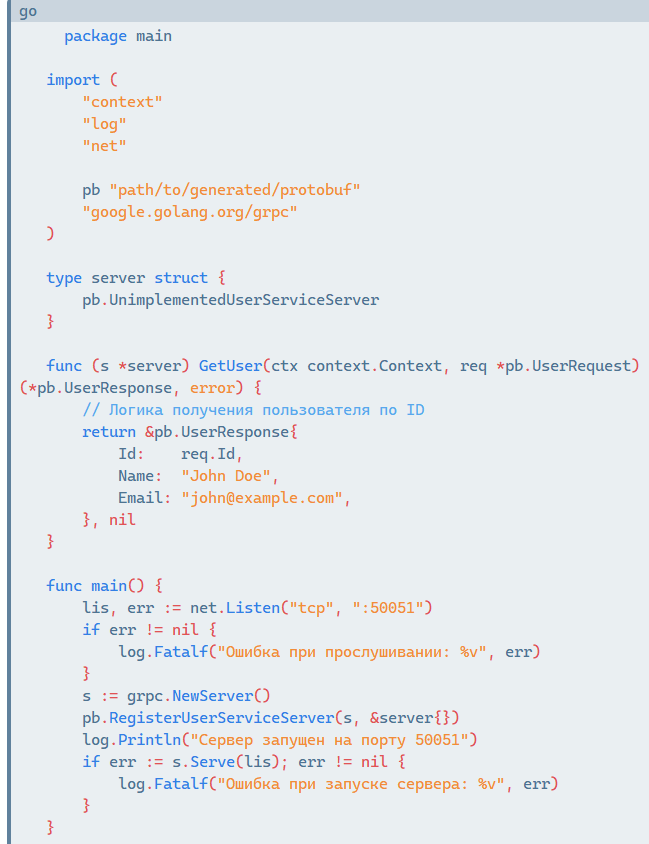 go
package main
import (
"context"
"log"
"net"
pb "path/to/generated/protobuf"
"google.golang.org/grpc"
)
type server struct {
pb.UnimplementedUserServiceServer
}
func (s *server) GetUser(ctx context.Context, req *pb.UserRequest)
(*pb.UserResponse, error) {
// Логика получения пользователя по ID
return &pb.UserResponse{
Id:    req.Id,
Name:  "John Doe",
Email: "john@example.com",
}, nil
}
func main() {
lis, err := net.Listen("tcp", ":50051")
if err != nil {
log.Fatalf("Ошибка при прослушивании: %v", err)
}
s := grpc.NewServer()
pb.RegisterUserServiceServer(s, &server{})
log.Println("Сервер запущен на порту 50051")
if err := s.Serve(lis); err != nil {
log.Fatalf("Ошибка при запуске сервера: %v", err)
}
}